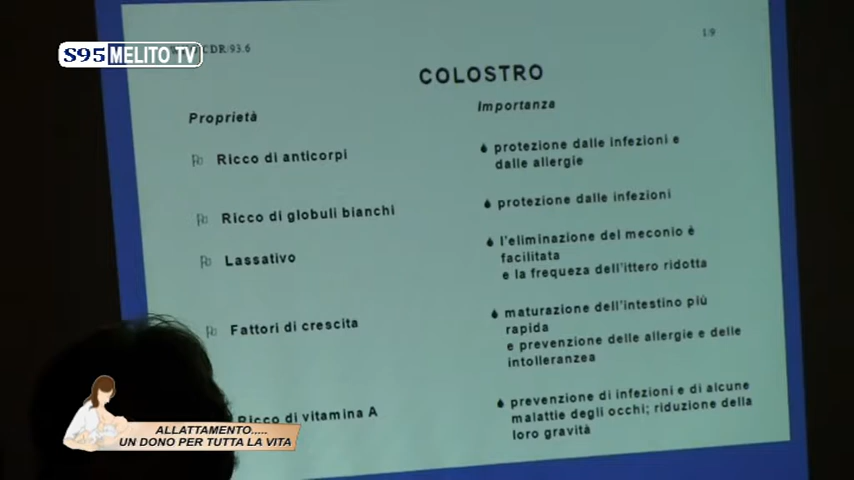 S95 MELITO TV
CDR/93.6
1/9
COLOSTRO
Proprietà
Importanza
Ricco di anticorpi
protezione dalle infezioni e
dalle allergie
Ricco di globuli bianchi
protezione dalle infezioni
Lassativo
l'eliminazione del meconio è
facilitata
e la frequeza dell'ittero ridotta
Fattori di crescita
maturazione dell'intestino più
rapida
e prevenzione delle allergie e delle
intolleranzea
Ricco di vitamina A
prevenzione di infezioni e di alcune
malattie degli occhi; riduzione della
loro gravità
ALLATTAMENTO.....
UN DONO PER TUTTA LA VITA